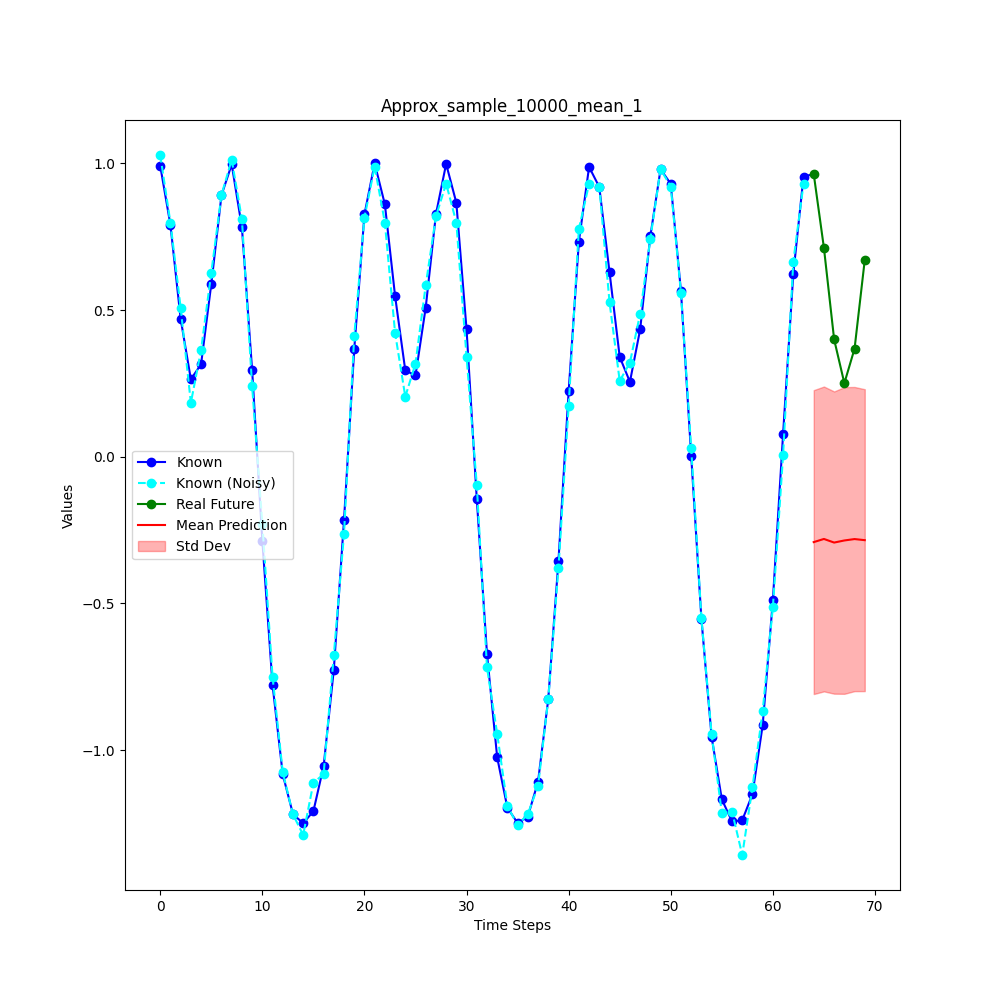 Approx_sample_10000_mean_1
1.0
0.5
0.0
−0.5
−1.0
Values
Known
Known (Noisy)
Real Future
Mean Prediction
Std Dev
0 10 20 30 40 50 60 70
Time Steps